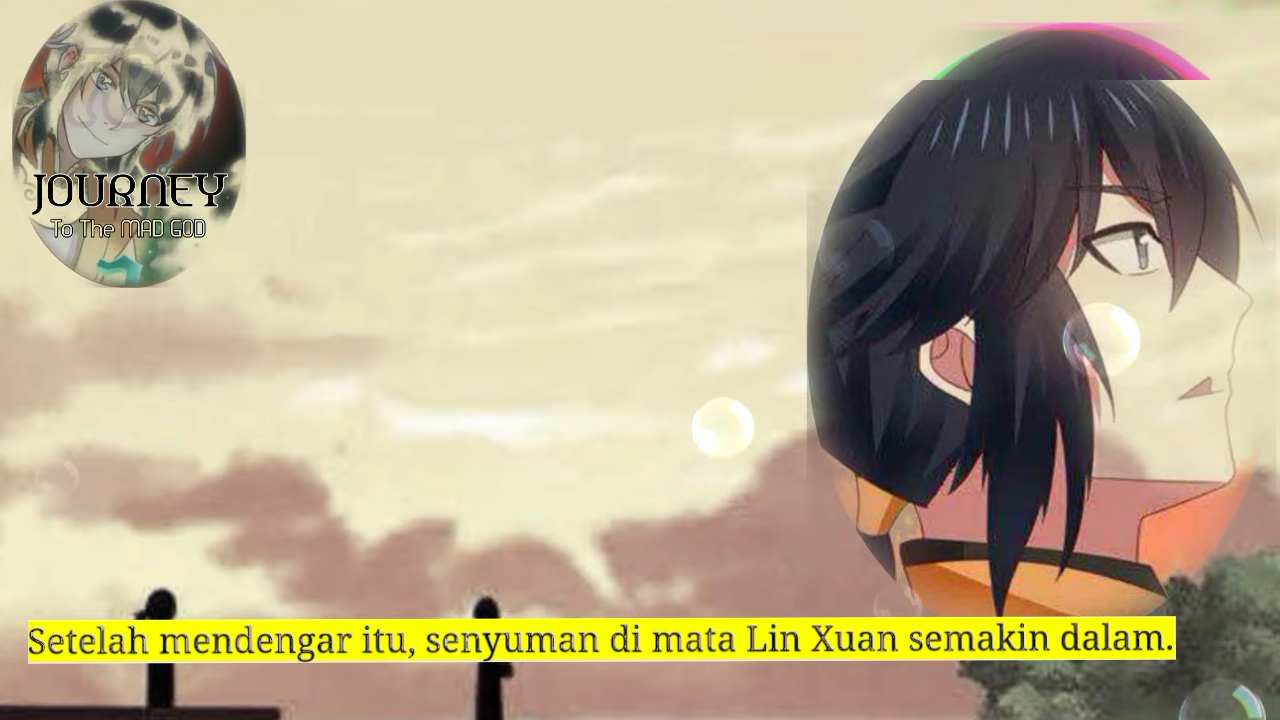 JOURNEY
To The MAD GOD
Setelah mendengar itu, senyuman di mata Lin Xuan semakin dalam.